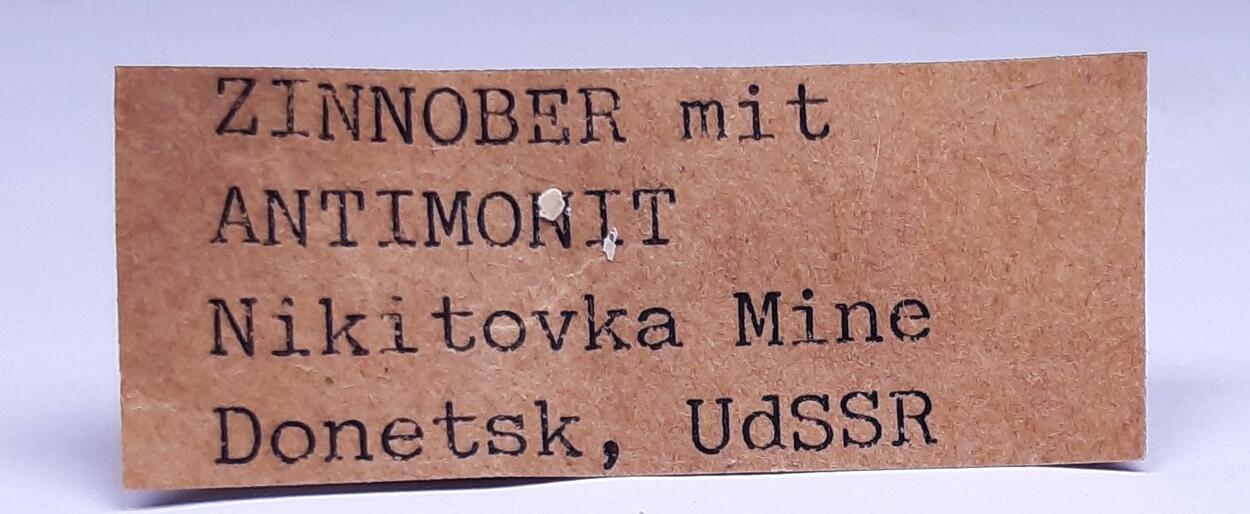 ZINNOBER mit
ANTIMONIT
Nikitovka Mine
Donetsk, UdSSR